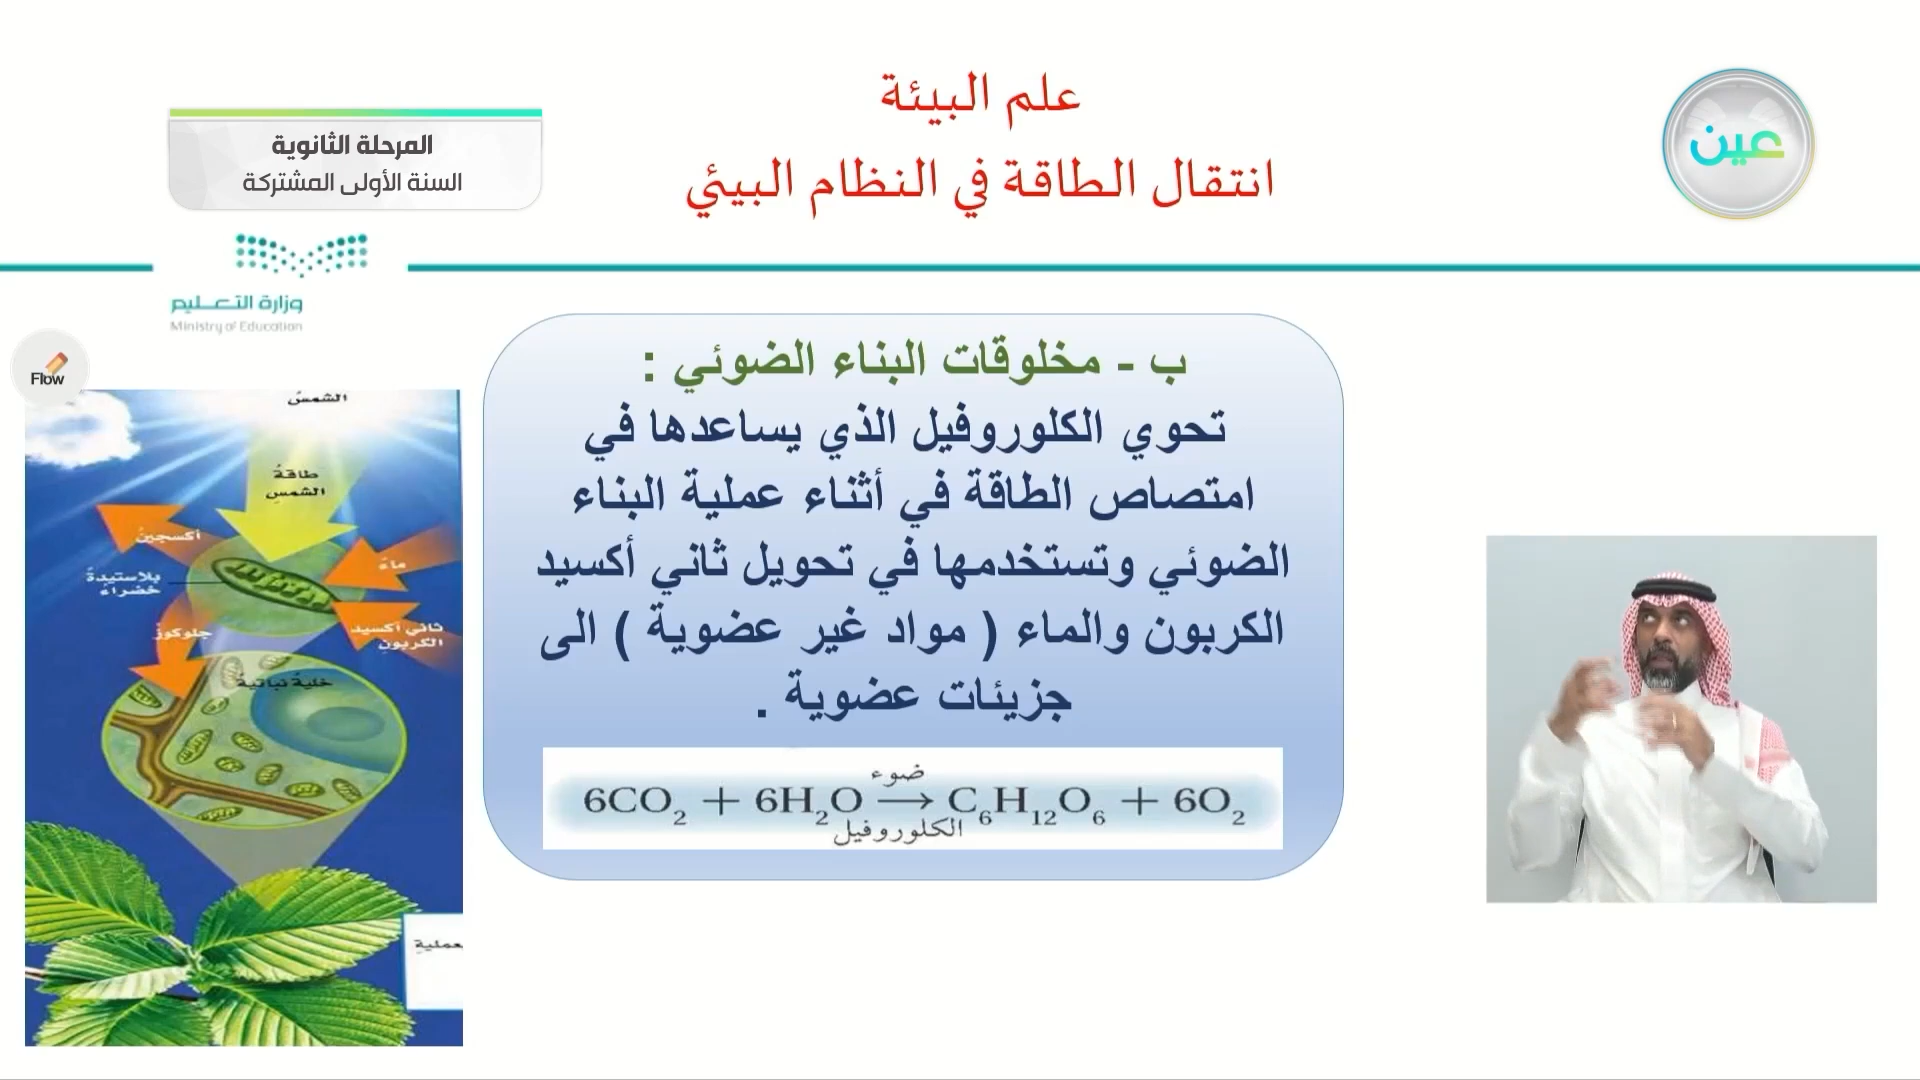 علم البيئة
انتقال الطاقة في النظام البيئي
عين
المرحلة الثانوية
السنة الأولى المشتركة
وزارة التعليم
Ministry of Education
Flow
ب - مخلوقات البناء الضوئي :
تحوي الكلوروفيل الذي يساعدها في
امتصاص الطاقة في أثناء عملية البناء
الضوئي وتستخدمها في تحويل ثاني أكسيد
الكربون والماء ( مواد غير عضوية ) الى
جزيئات عضوية .
ضوء
6CO₂ + 6H₂O → C₆H₁₂O₆ + 6O₂
الكلوروفيل
الشمس
طاقة
الشمس
أكسجين
ماء
بلاستيدة
خضراء
جلوكوز
ثاني أكسيد
الكربون
خلية نباتية
عملية